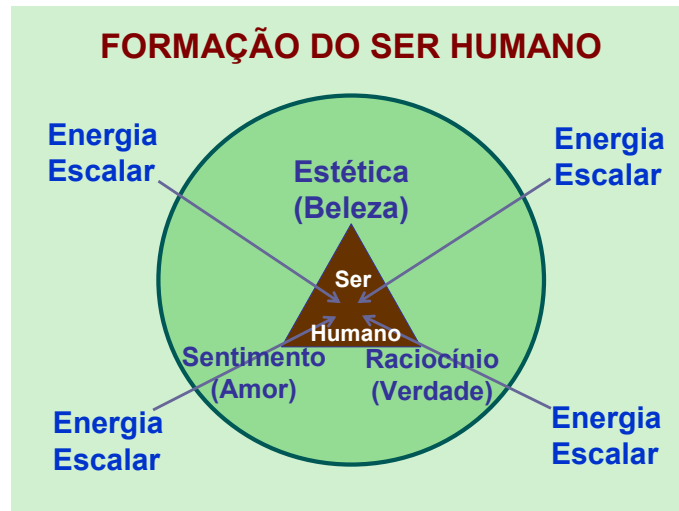 FORMAÇÃO DO SER HUMANO
Energia
Escalar
Energia
Escalar
Estética
(Beleza)
Ser
Humano
Sentimento
(Amor)
Raciocínio
(Verdade)
Energia
Escalar
Energia
Escalar